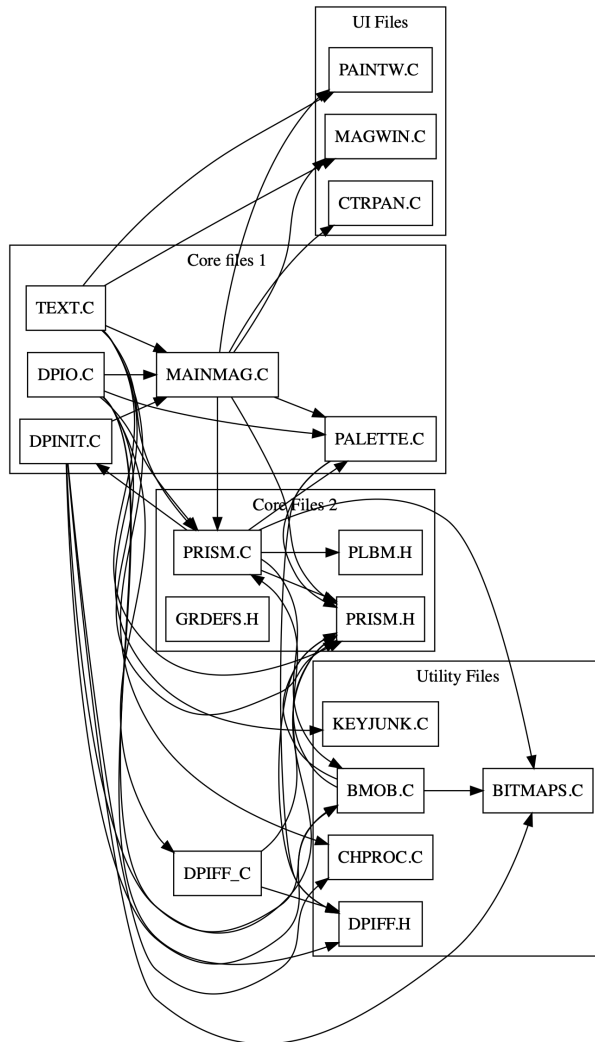 UI Files
PAINTW.C
MAGWIN.C
CTRPAN.C
Core files 1
TEXT.C
DPIO.C
MAINMAG.C
DPINIT.C
PALETTE.C
Core Files 2
PRISM.C
PLBM.H
GRDEFS.H
PRISM.H
Utility Files
KEYJUNK.C
BMOB.C
BITMAPS.C
CHPROC.C
DPIFF_C
DPIFF.H